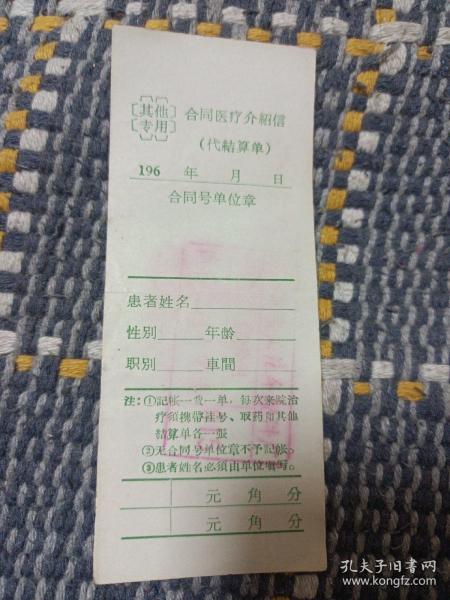 其他
专用
合同医疗介紹信
(代結算单)
196 年 月 日
合同号单位章
患者姓名
性別 年龄
职別 車間
注: ①記帐一費一单, 每次来院治
疗須携帶挂号、取药和其他
結算单各一張
②无合同号单位章不予記帐。
③患者姓名必須由单位填写。
元 角 分
元 角 分
孔夫子旧书网
www.kongfz.com